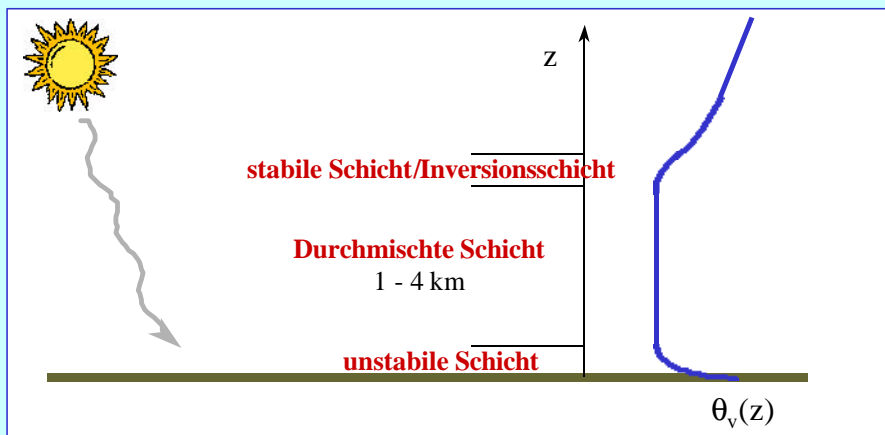 z
stabile Schicht/Inversionsschicht
Durchmischte Schicht
1 - 4 km
unstabile Schicht
θv(z)